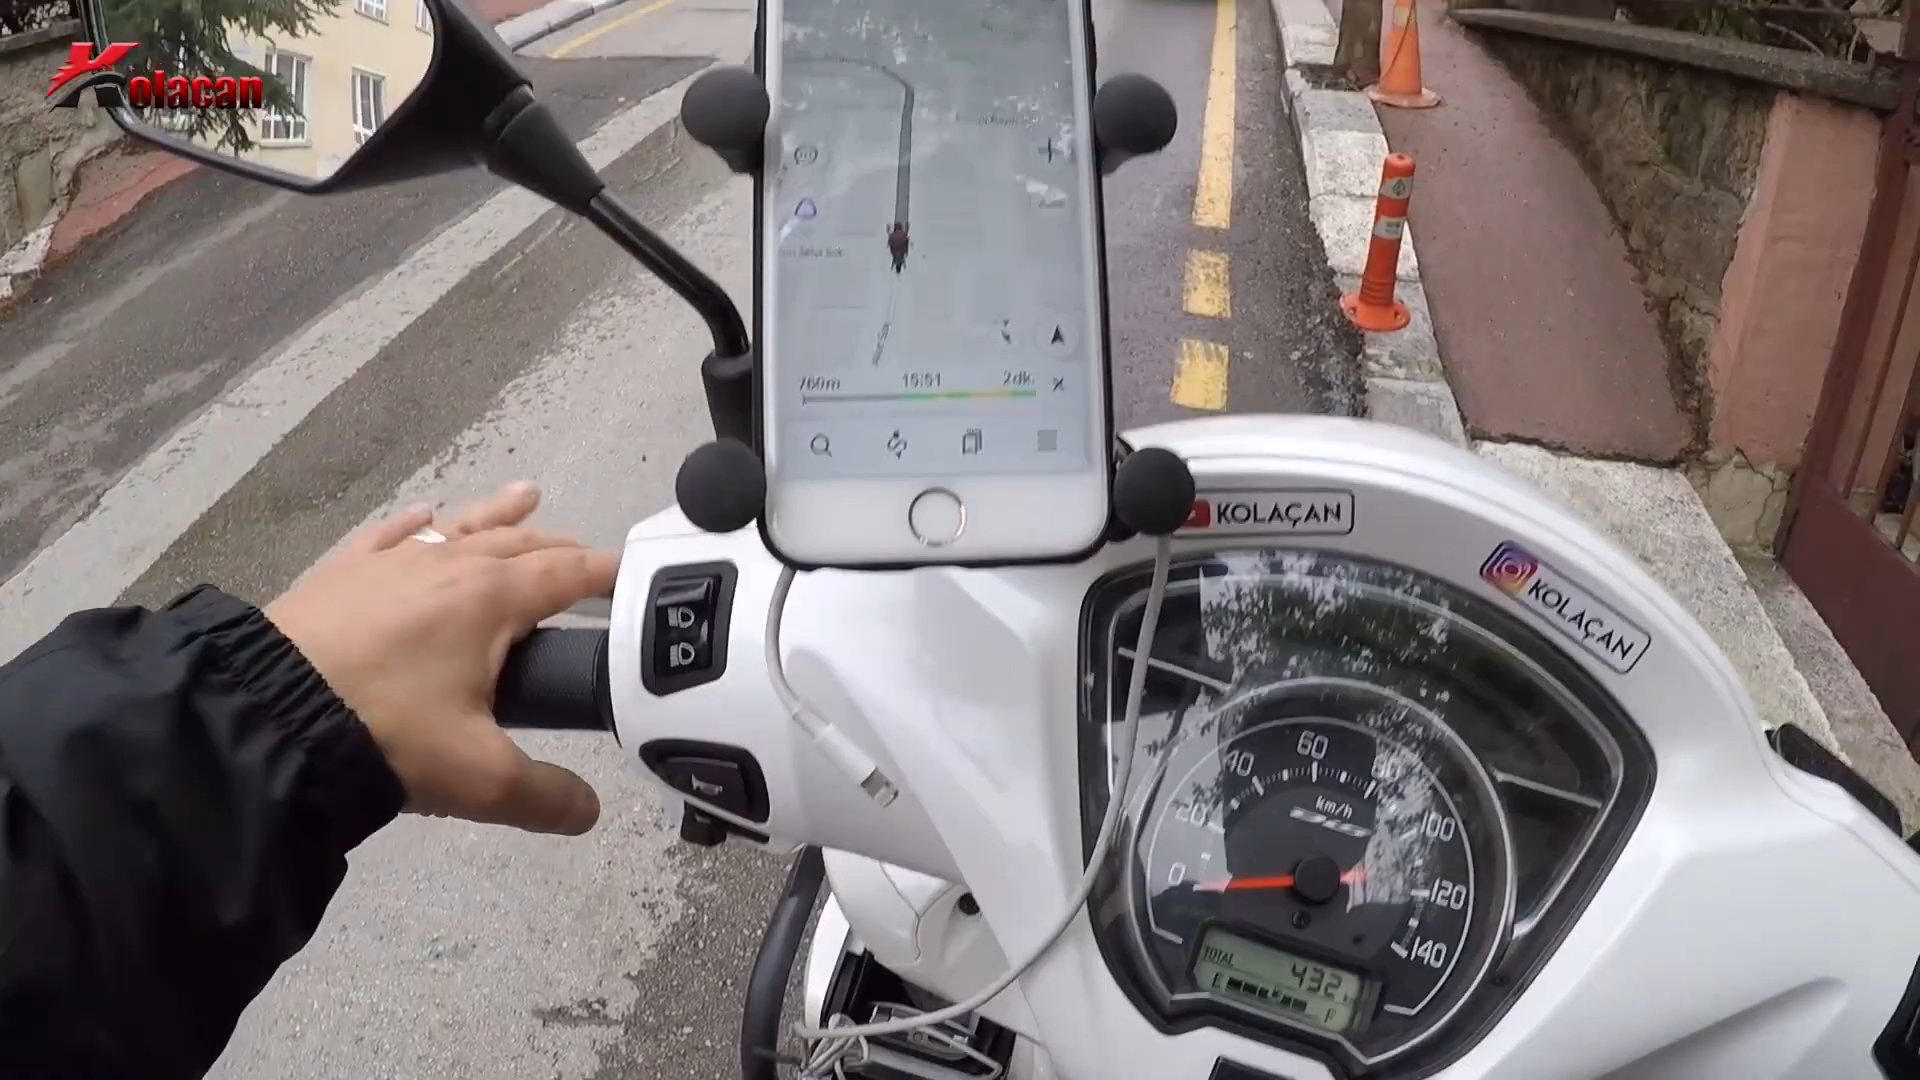 Kolaçan
760m 15:51 2dk.
KOLAÇAN
KOLAÇAN
0 20 40 60 80 100 120 140
km/h
TOTAL 432
E F